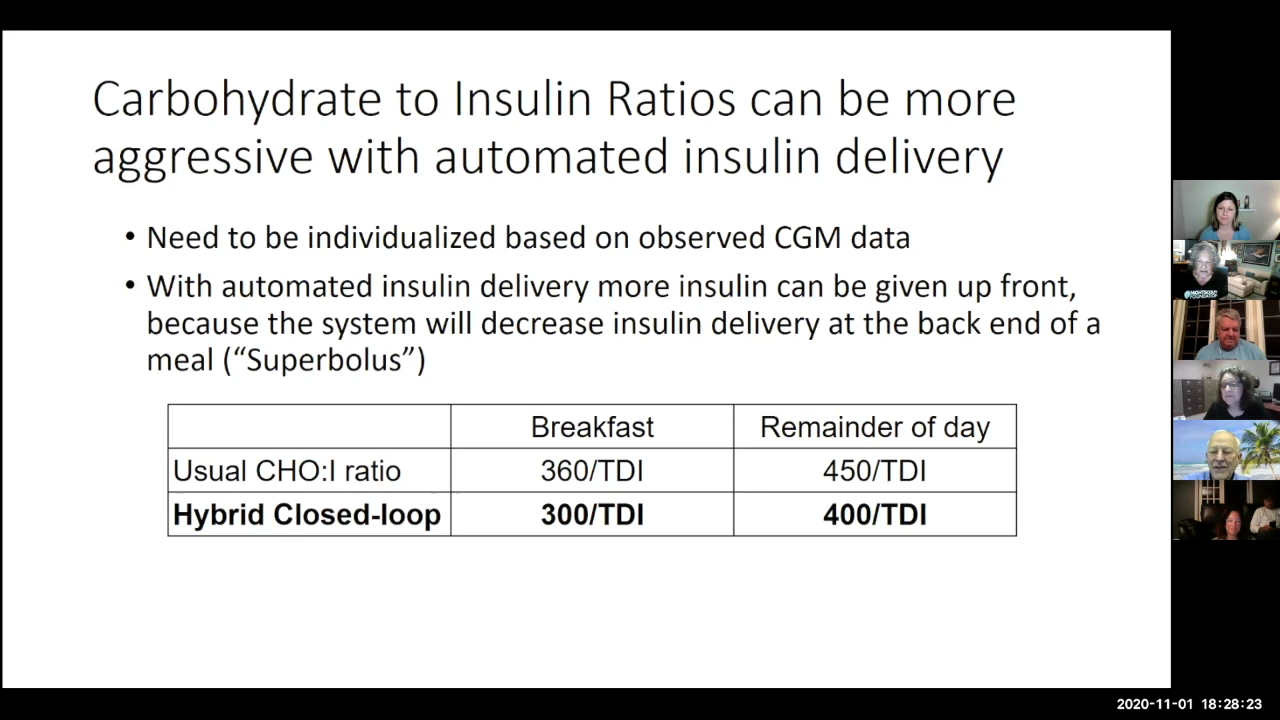 Carbohydrate to Insulin Ratios can be more
aggressive with automated insulin delivery
• Need to be individualized based on observed CGM data
• With automated insulin delivery more insulin can be given up front,
because the system will decrease insulin delivery at the back end of a
meal (“Superbolus”)
Breakfast Remainder of day
Usual CHO:I ratio 360/TDI 450/TDI
Hybrid Closed-loop 300/TDI 400/TDI
NIGHTSCOUT
FOUNDATION
2020-11-01 18:28:23